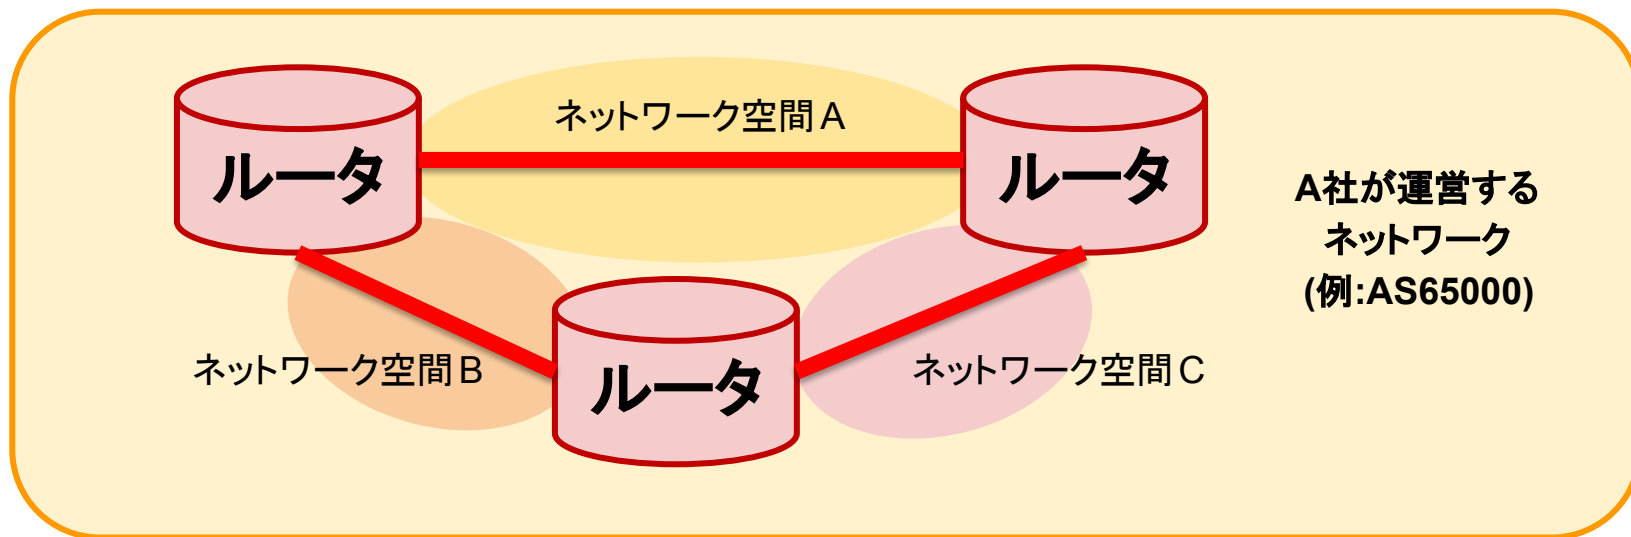 ネットワーク空間A
ルータ
ルータ
A社が運営する
ネットワーク
(例:AS65000)
ネットワーク空間B
ルータ
ネットワーク空間C